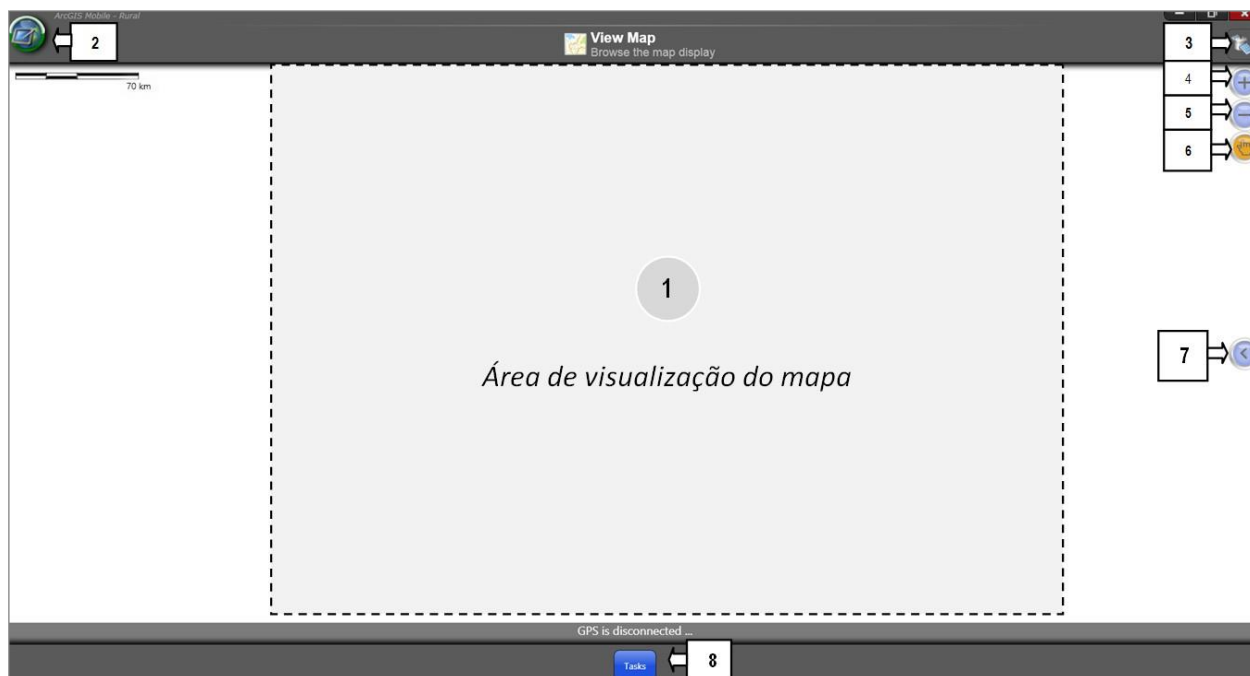 ArcGIS Mobile - Rural
2
View Map
Browse the map display
3
4
5
6
70 km
1
Área de visualização do mapa
7
GPS is disconnected ...
Tasks
8